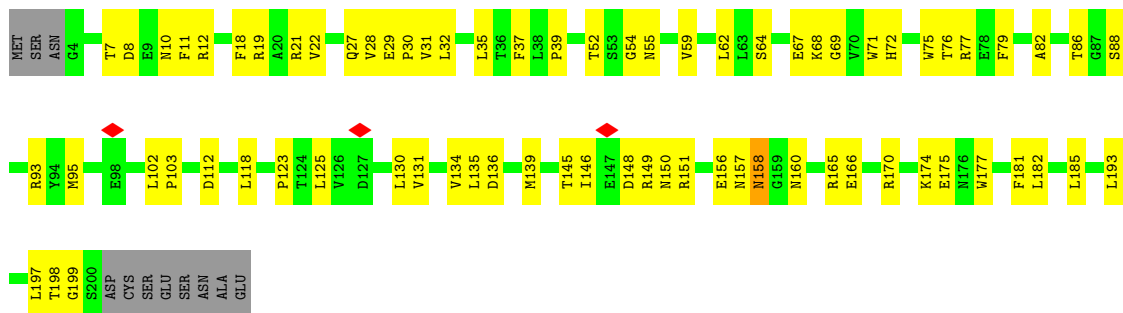 MET SER ASN G4 T7 D8 E9 N10 F11 R12 F18 R19 A20 R21 V22 Q27 V28 E29 P30 V31 L32 L35 T36 F37 L38 P39 T52 S53 G54 N55 V59 L62 L63 S64 E67 K68 G69 V70 W71 H72 W75 T76 R77 E78 F79 A82 T86 G87 S88
R93 Y94 M95 E98 L102 P103 D112 L118 P123 T124 L125 V126 D127 L130 V131 V134 L135 D136 M139 T145 I146 E147 D148 R149 N150 R151 E156 N157 N158 G159 N160 R165 E166 R170 K174 E175 N176 W177 F181 L182 L185 L193
L197 T198 G199 S200 ASP CYS SER GLU SER ASN ALA GLU